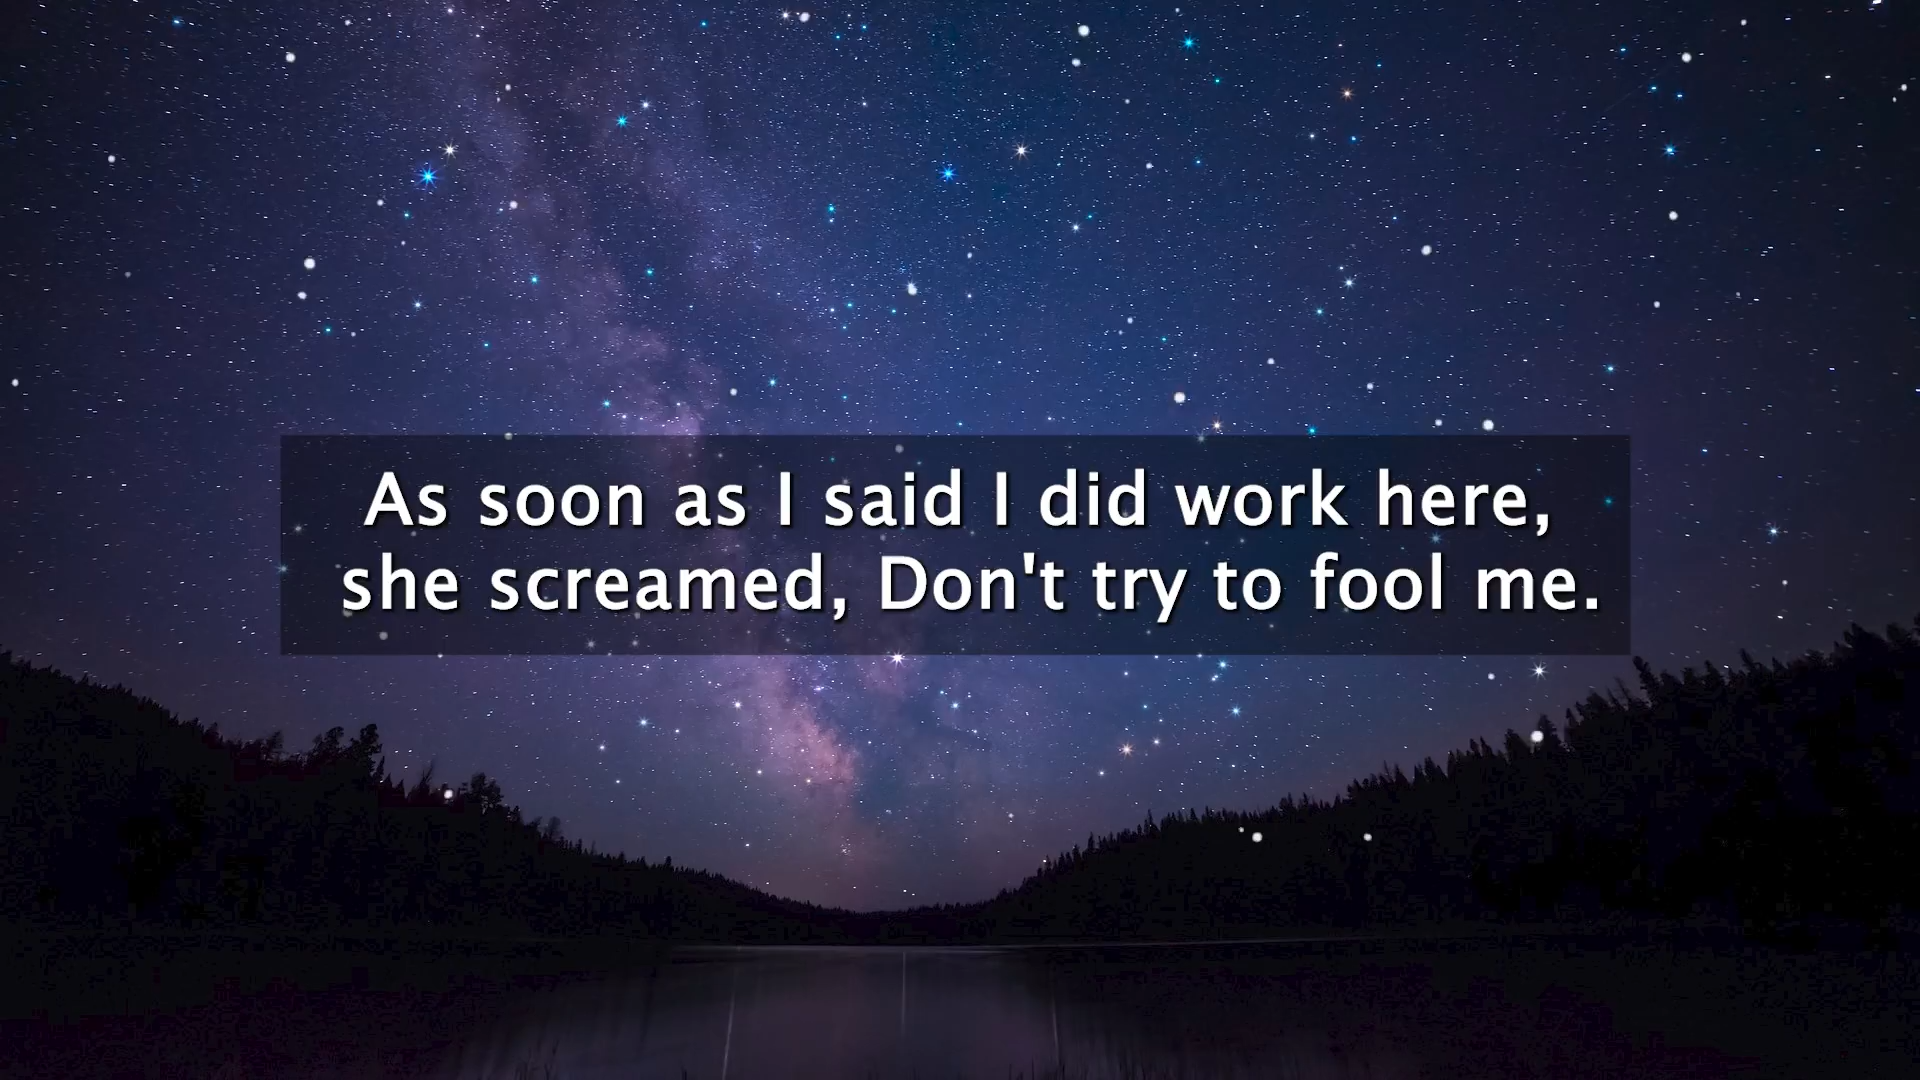 As soon as I said I did work here,
she screamed, Don't try to fool me.